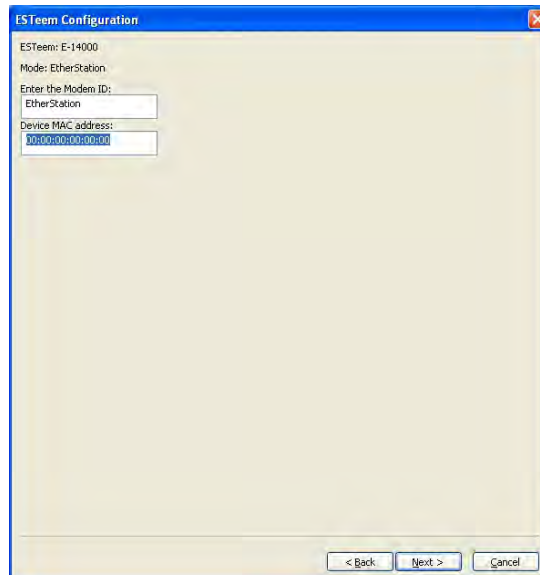 ESTeem Configuration
ESTeem: E-14000
Mode: EtherStation
Enter the Modem ID:
EtherStation
Device MAC address:
00:00:00:00:00:00
< Back Next > Cancel